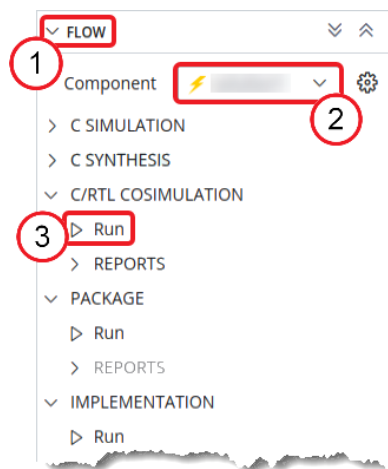 FLOW
1
Component
2
C SIMULATION
C SYNTHESIS
C/RTL COSIMULATION
3 Run
REPORTS
PACKAGE
Run
REPORTS
IMPLEMENTATION
Run